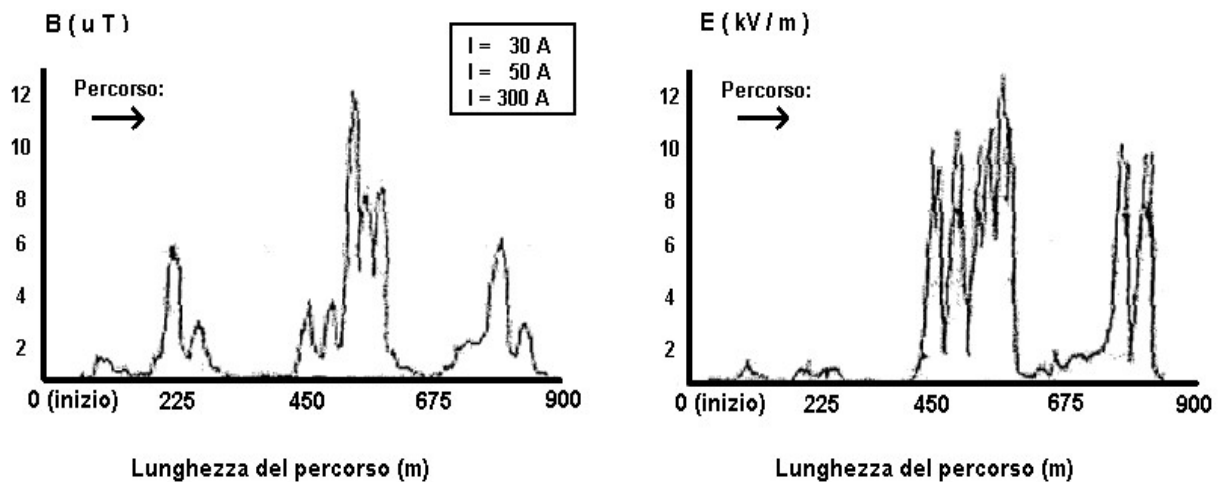 B ( u T )
I = 30 A
I = 50 A
I = 300 A
Percorso:
12
10
8
6
4
2
0 (inizio) 225 450 675 900
Lunghezza del percorso (m)
E ( kV / m )
Percorso:
12
10
8
6
4
2
0 (inizio) 225 450 675 900
Lunghezza del percorso (m)